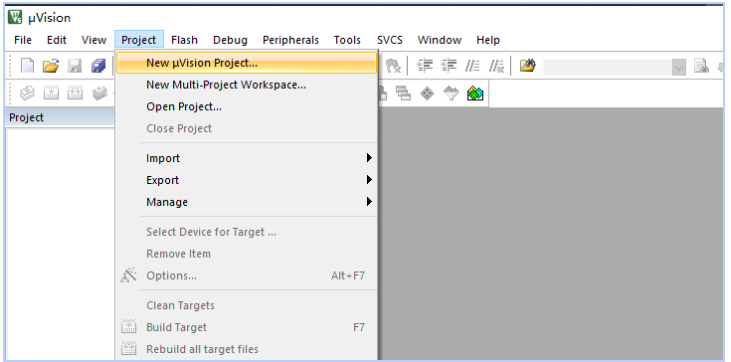 µVision
File Edit View Project Flash Debug Peripherals Tools SVCS Window Help
Project
New µVision Project...
New Multi-Project Workspace...
Open Project...
Close Project
Import
Export
Manage
Select Device for Target ...
Remove Item
Options... Alt+F7
Clean Targets
Build Target F7
Rebuild all target files